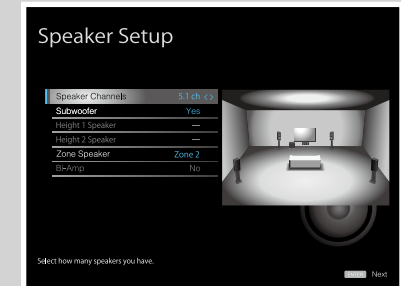 Speaker Setup
Speaker Channels 5.1 ch < >
Subwoofer Yes
Height 1 Speaker —
Height 2 Speaker —
Zone Speaker Zone 2
Bi-Amp No
Select how many speakers you have.
ENTER Next